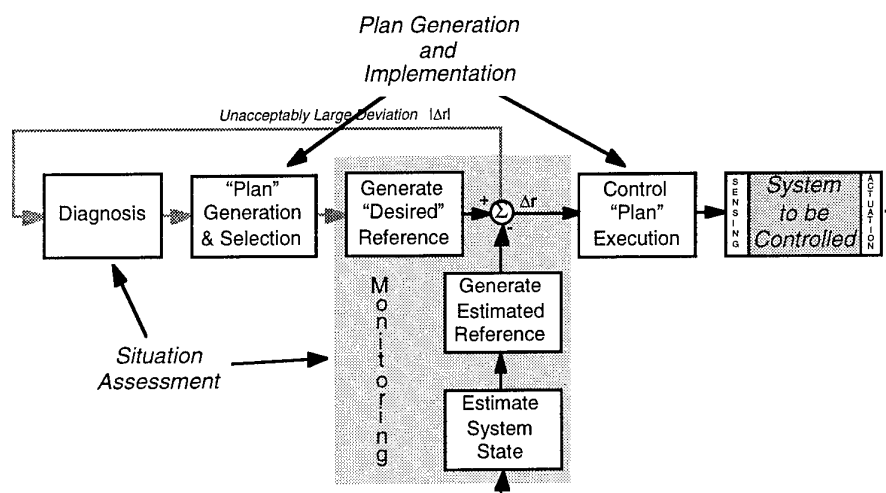 Plan Generation
and
Implementation
Unacceptably Large Deviation |Δr|
Diagnosis
“Plan”
Generation
& Selection
Generate
“Desired”
Reference
+
Σ
-
Δr
Control
“Plan”
Execution
SENSING
System
to be
Controlled
ACTUATION
Monitoring
Generate
Estimated
Reference
Situation
Assessment
Estimate
System
State